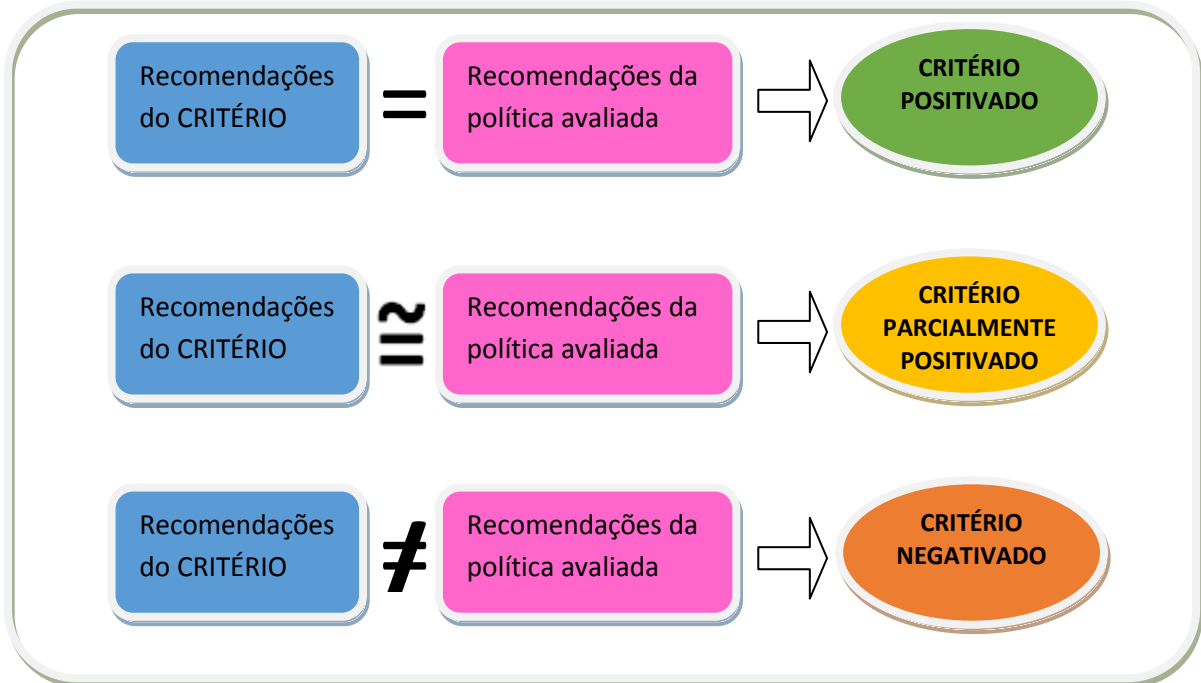 Recomendações
do CRITÉRIO
=
Recomendações da
política avaliada
CRITÉRIO
POSITIVADO
Recomendações
do CRITÉRIO
≅
Recomendações da
política avaliada
CRITÉRIO
PARCIALMENTE
POSITIVADO
Recomendações
do CRITÉRIO
≠
Recomendações da
política avaliada
CRITÉRIO
NEGATIVADO